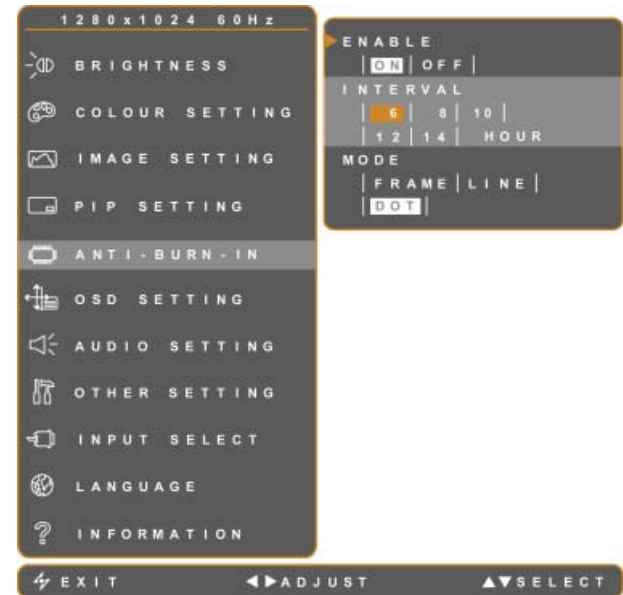 1280x1024 60Hz
BRIGHTNESS
COLOUR SETTING
IMAGE SETTING
PIP SETTING
ANTI-BURN-IN
OSD SETTING
AUDIO SETTING
OTHER SETTING
INPUT SELECT
LANGUAGE
? INFORMATION
ENABLE
| ON | OFF |
INTERVAL
| 6 | 8 | 10 |
| 12 | 14 | HOUR
MODE
| FRAME | LINE |
| DOT |
EXIT ◀▶ADJUST ▲▼SELECT